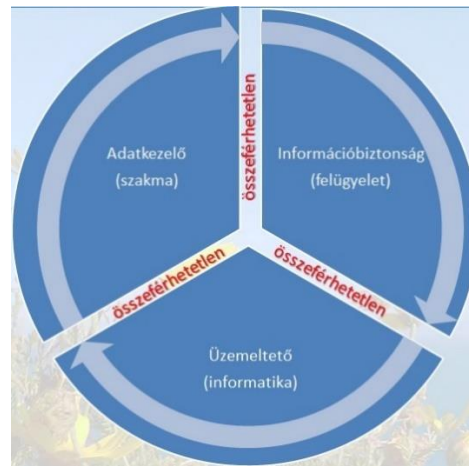 Adatkezelő
(szakma)
összeférhetetlen
Információbiztonság
(felügyelet)
összeférhetetlen
összeférhetetlen
Üzemeltető
(informatika)